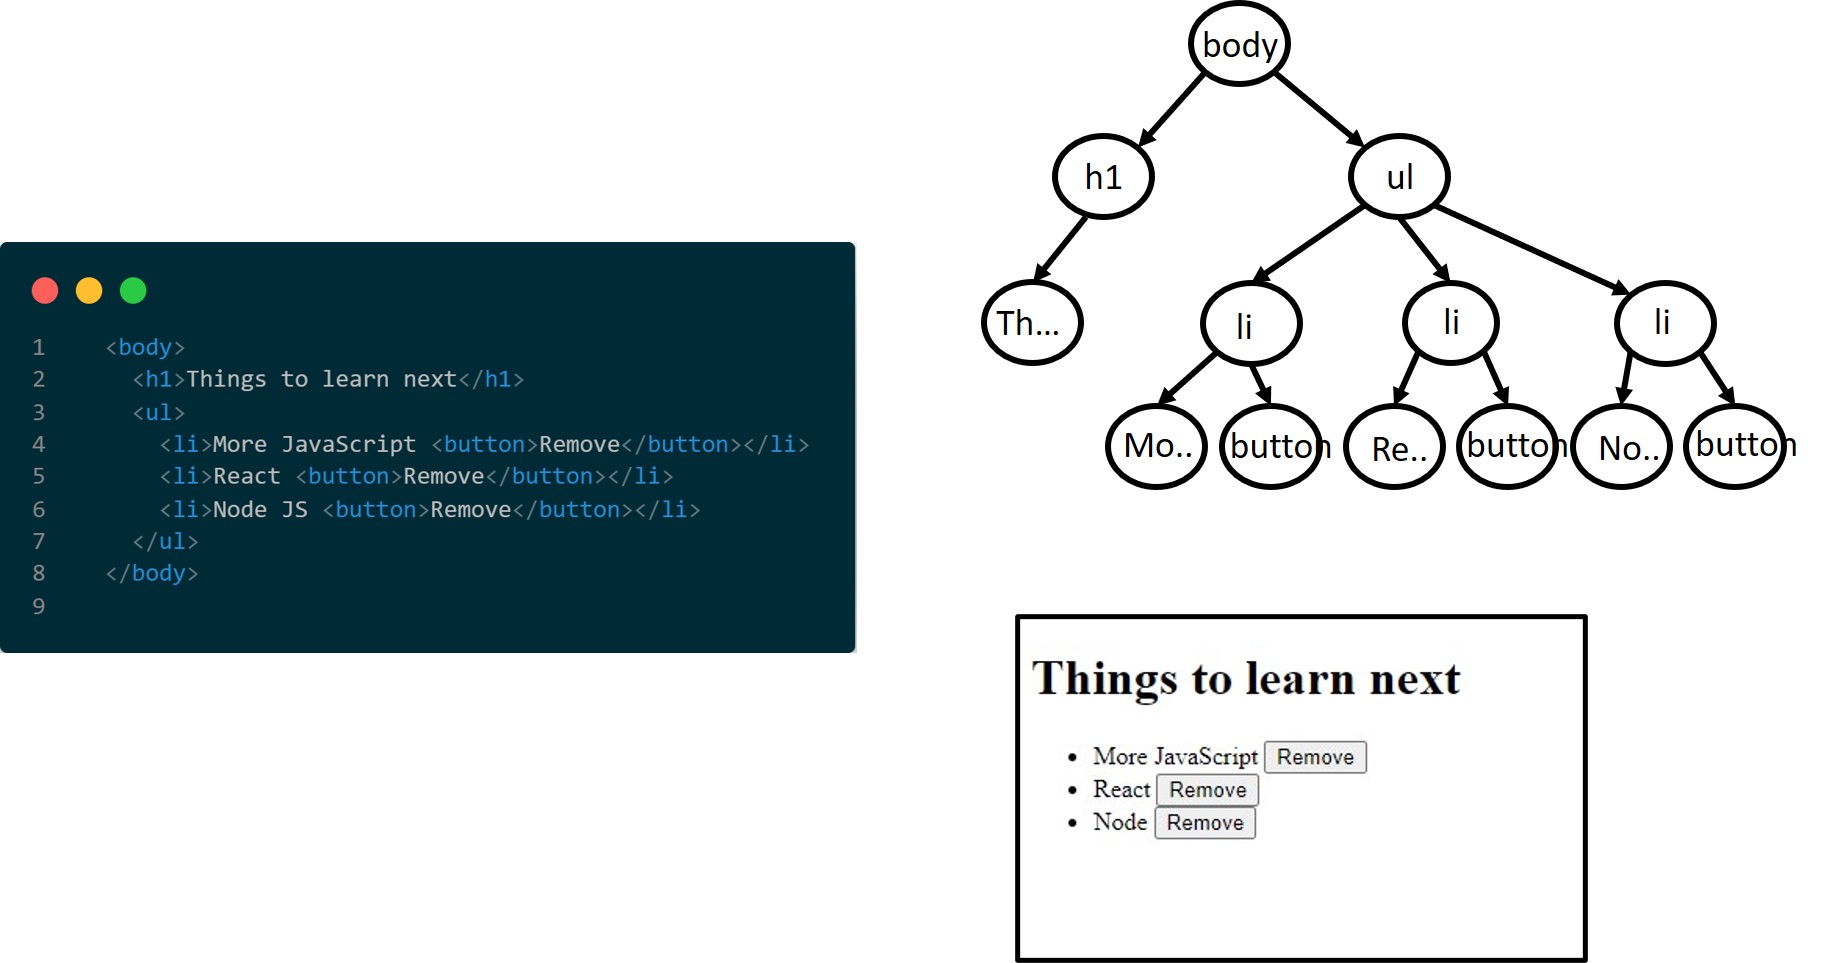 1 <body>
2 <h1>Things to learn next</h1>
3 <ul>
4 <li>More JavaScript <button>Remove</button></li>
5 <li>React <button>Remove</button></li>
6 <li>Node JS <button>Remove</button></li>
7 </ul>
8 </body>
9
body
h1 ul
Th... li li li
Mo.. button Re.. button No.. button
Things to learn next
• More JavaScript Remove
• React Remove
• Node Remove